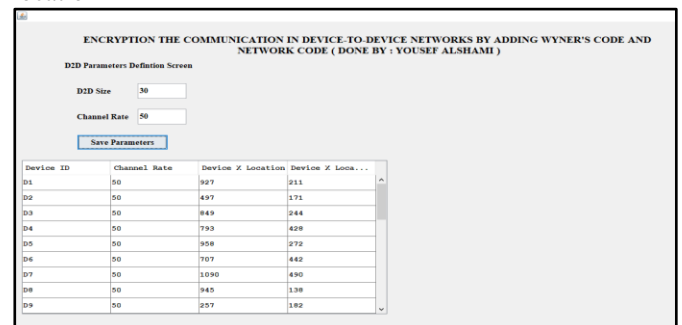 ENCRYPTION THE COMMUNICATION IN DEVICE-TO-DEVICE NETWORKS BY ADDING WYNER'S CODE AND
NETWORK CODE ( DONE BY : YOUSEF ALSHAMI )
D2D Parameters Defintion Screen
D2D Size 30
Channel Rate 50
Save Parameters
Device ID Channel Rate Device X Location Device X Loca...
D1 50 927 211
D2 50 497 171
D3 50 849 244
D4 50 793 428
D5 50 958 272
D6 50 707 442
D7 50 1090 490
D8 50 945 138
D9 50 257 182